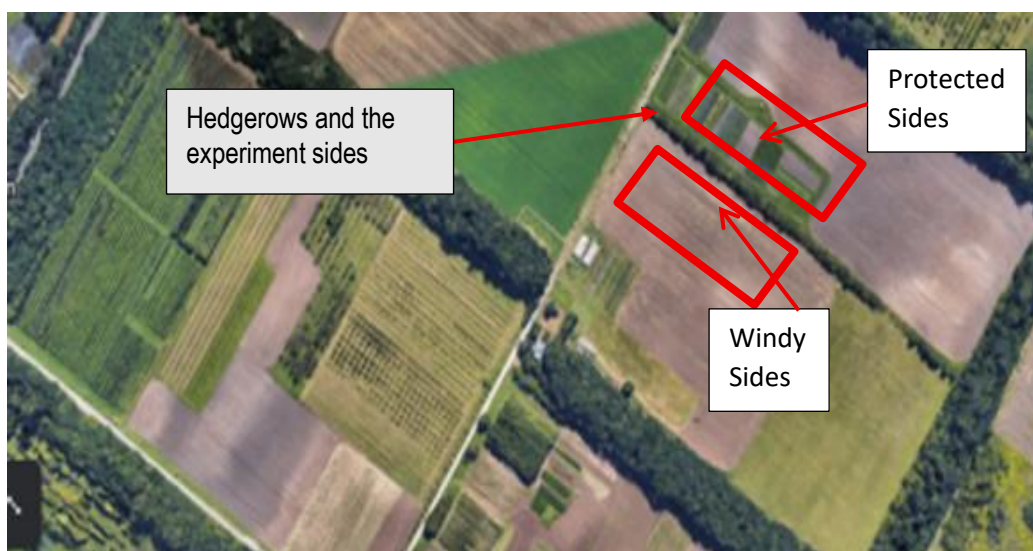 Hedgerows and the
experiment sides
Protected
Sides
Windy
Sides